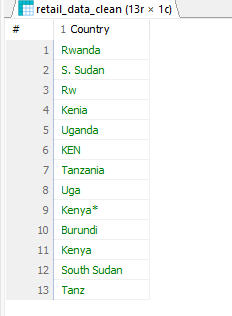 retail_data_clean (13r × 1c)
# 1 Country
1 Rwanda
2 S. Sudan
3 Rw
4 Kenia
5 Uganda
6 KEN
7 Tanzania
8 Uga
9 Kenya*
10 Burundi
11 Kenya
12 South Sudan
13 Tanz